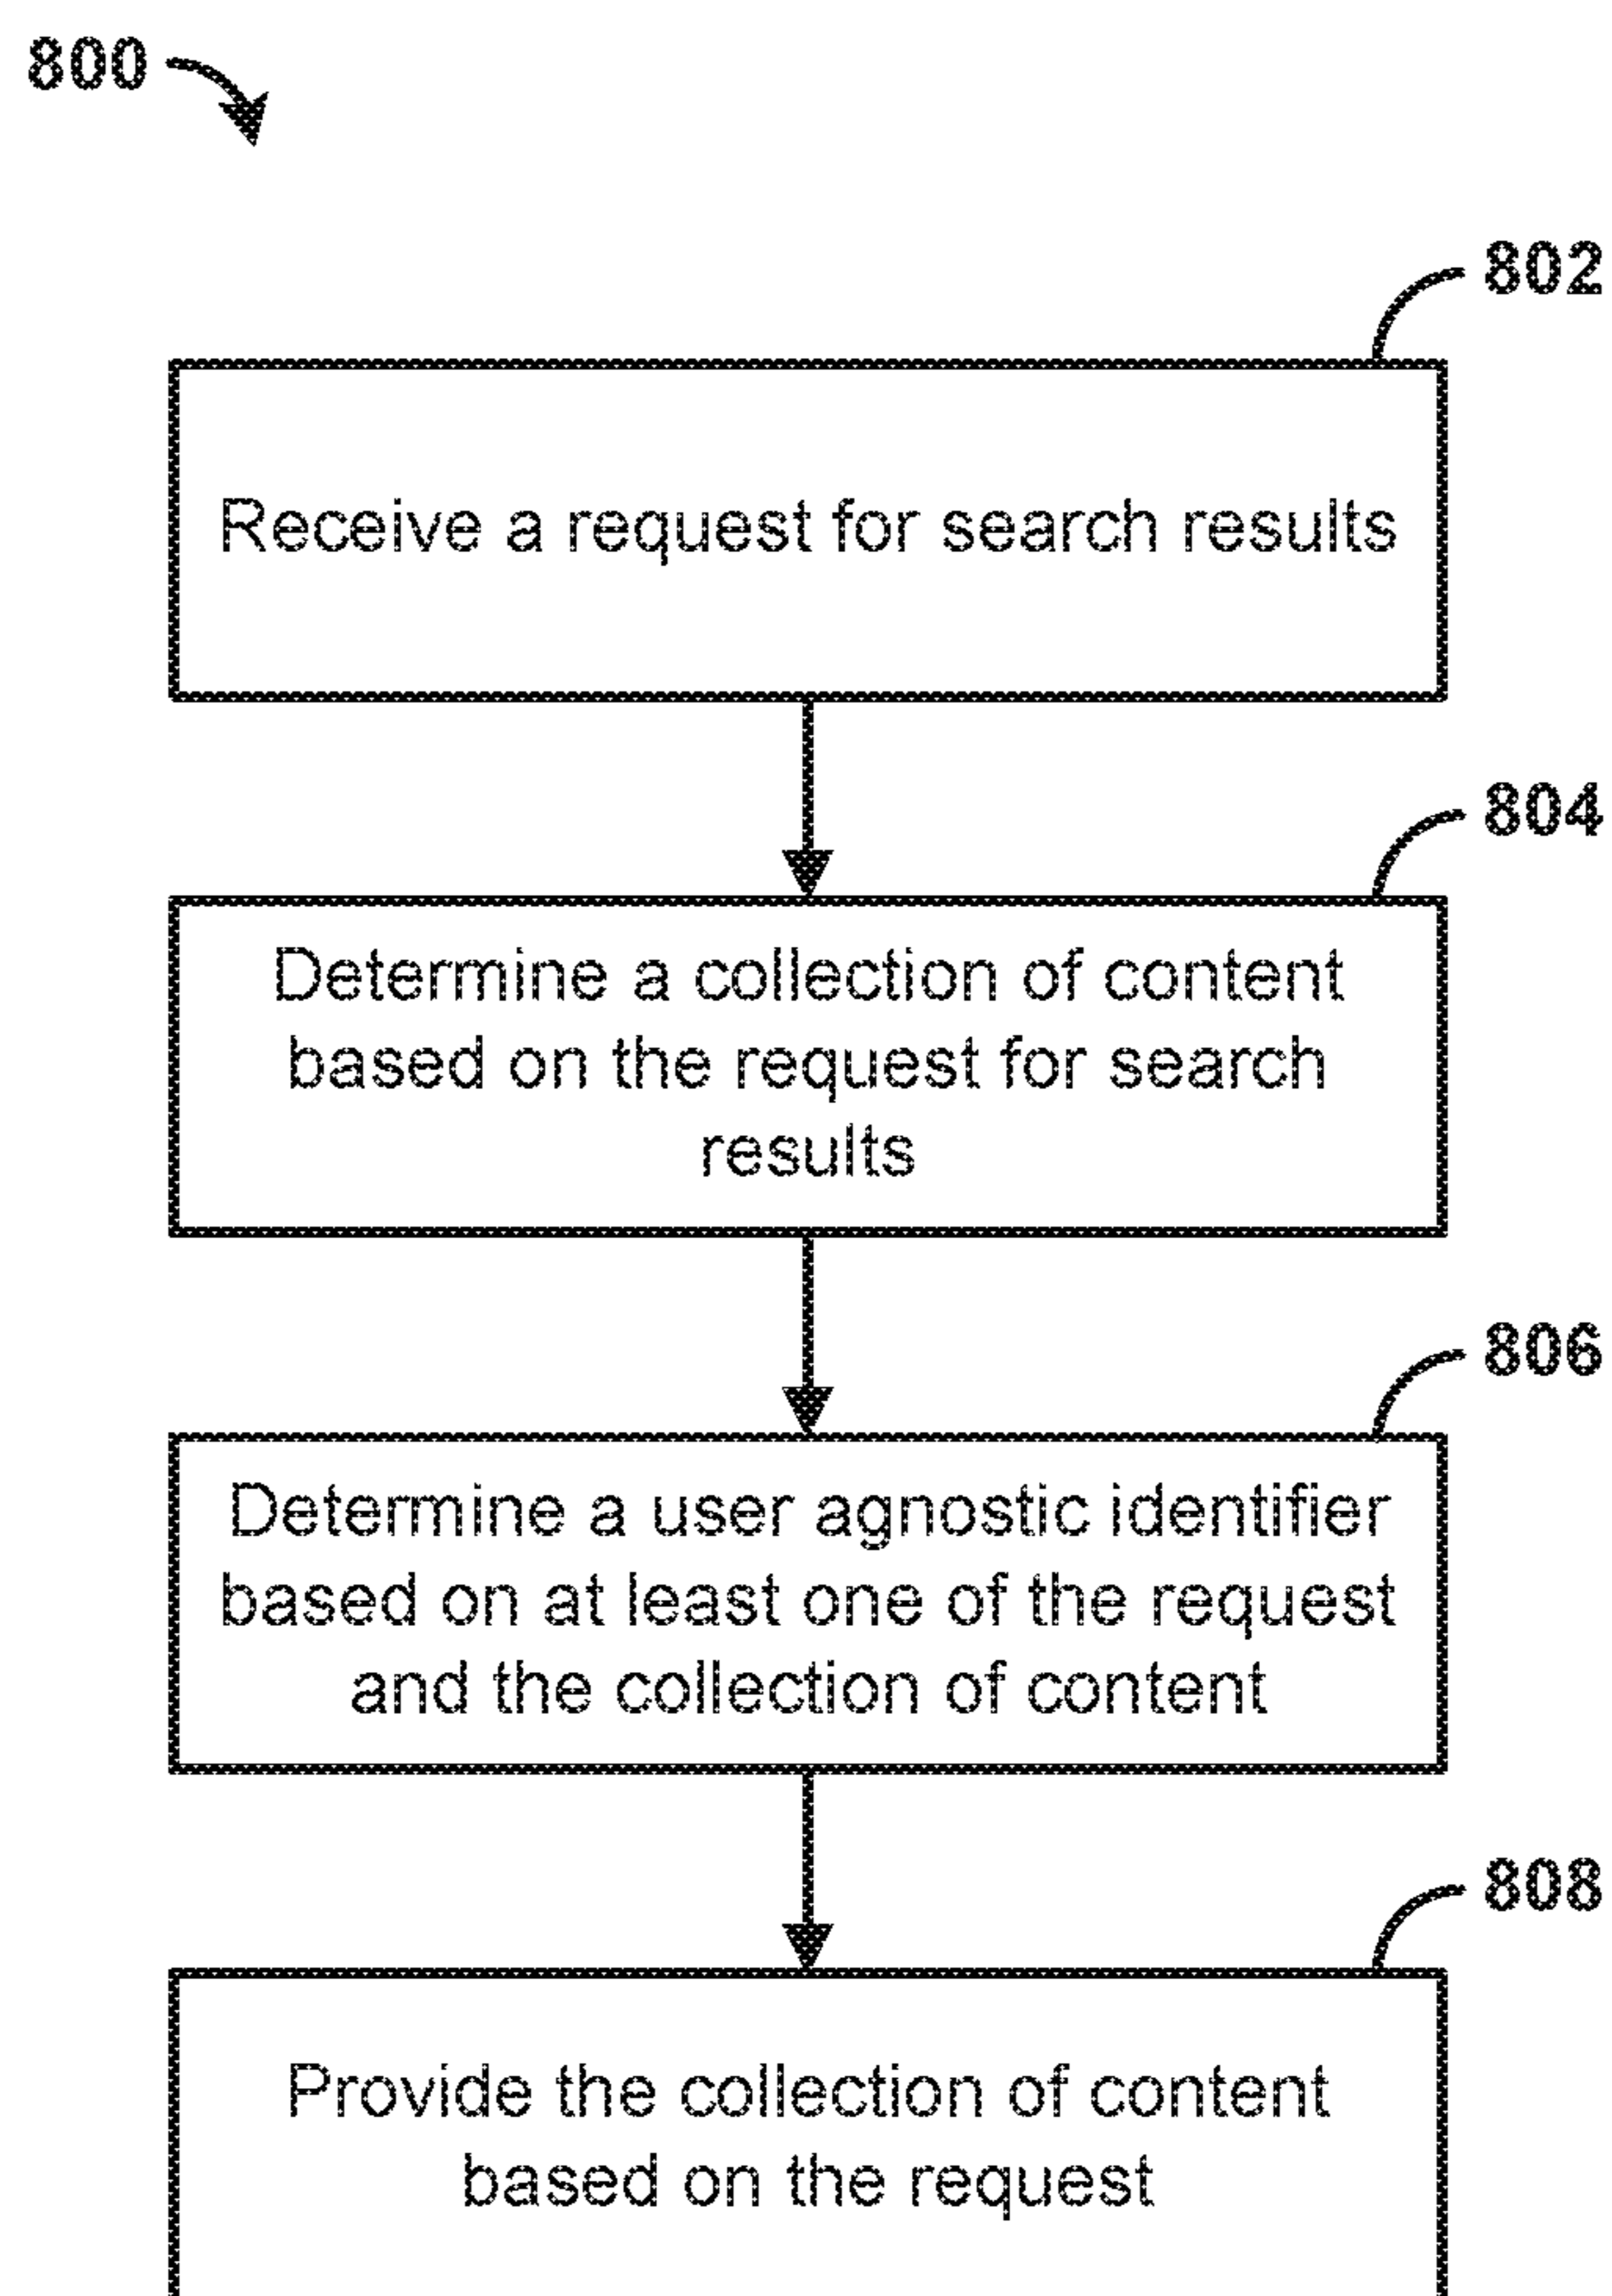 800
802
Receive a request for search results
804
Determine a collection of content
based on the request for search
results
806
Determine a user agnostic identifier
based on at least one of the request
and the collection of content
808
Provide the collection of content
based on the request